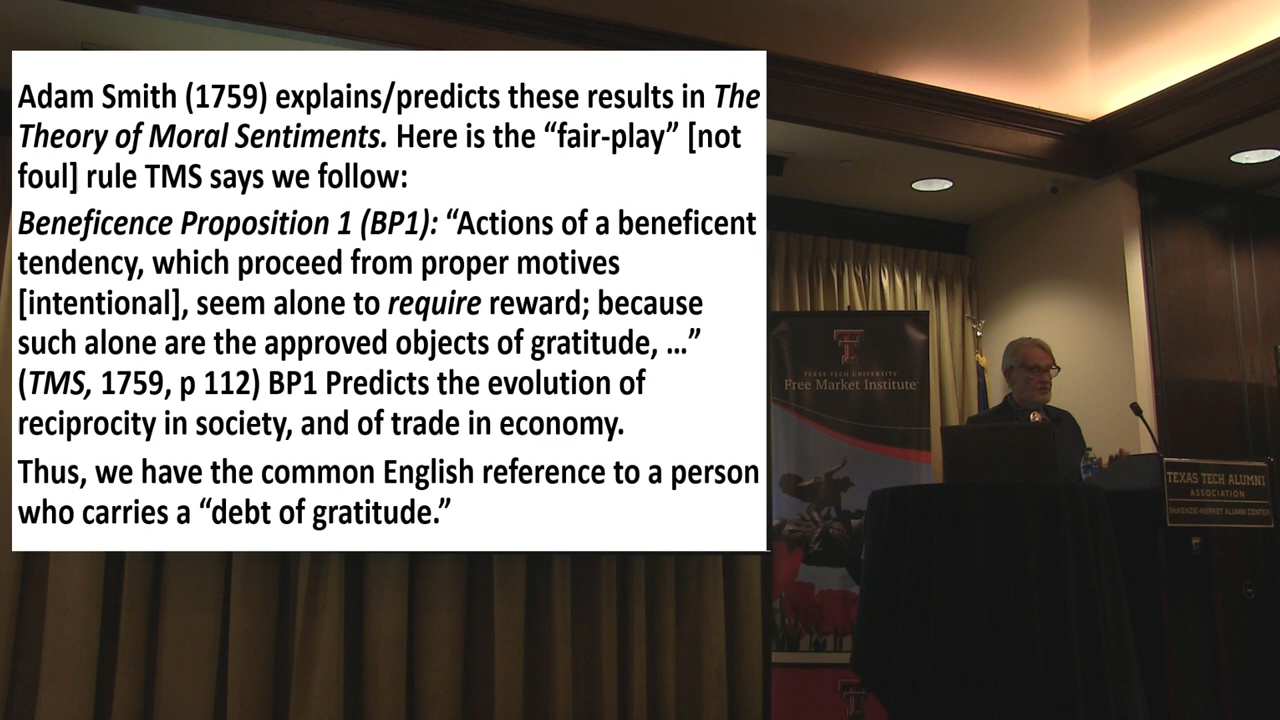 Adam Smith (1759) explains/predicts these results in The
Theory of Moral Sentiments. Here is the “fair-play” [not
foul] rule TMS says we follow:
Beneficence Proposition 1 (BP1): “Actions of a beneficent
tendency, which proceed from proper motives
[intentional], seem alone to require reward; because
such alone are the approved objects of gratitude, …”
(TMS, 1759, p 112) BP1 Predicts the evolution of
reciprocity in society, and of trade in economy.
Thus, we have the common English reference to a person
who carries a “debt of gratitude.”
TEXAS TECH UNIVERSITY
Free Market Institute
TEXAS TECH ALUMNI
ASSOCIATION
McKENZIE-MERKET ALUMNI CENTER